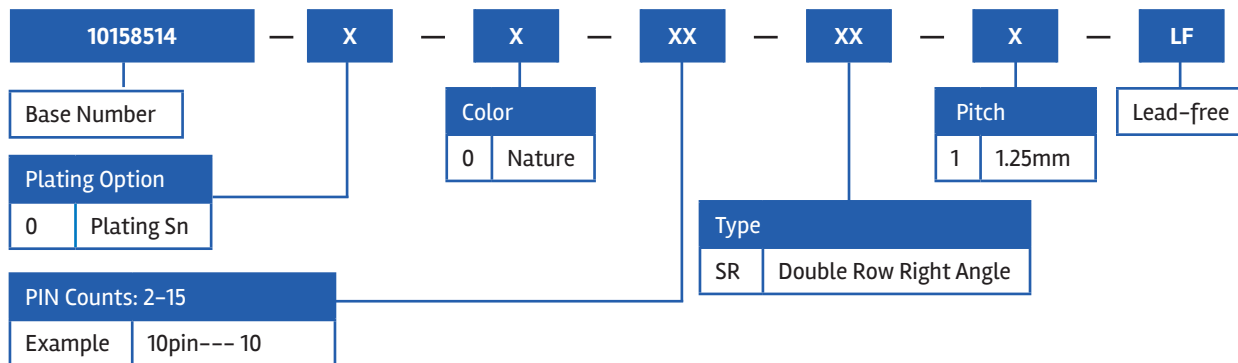 10158514 — X — X — XX — XX — X — LF
Base Number
Color
0 Nature
Pitch
1 1.25mm
Lead-free
Plating Option
0 Plating Sn
Type
SR Double Row Right Angle
PIN Counts: 2-15
Example 10pin--- 10